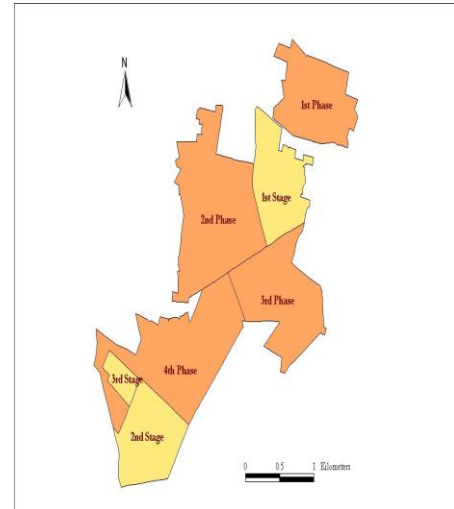 N
1st Phase
1st Stage
2nd Phase
3rd Phase
4th Phase
3rd Stage
2nd Stage
0 0.5 1 Kilometers